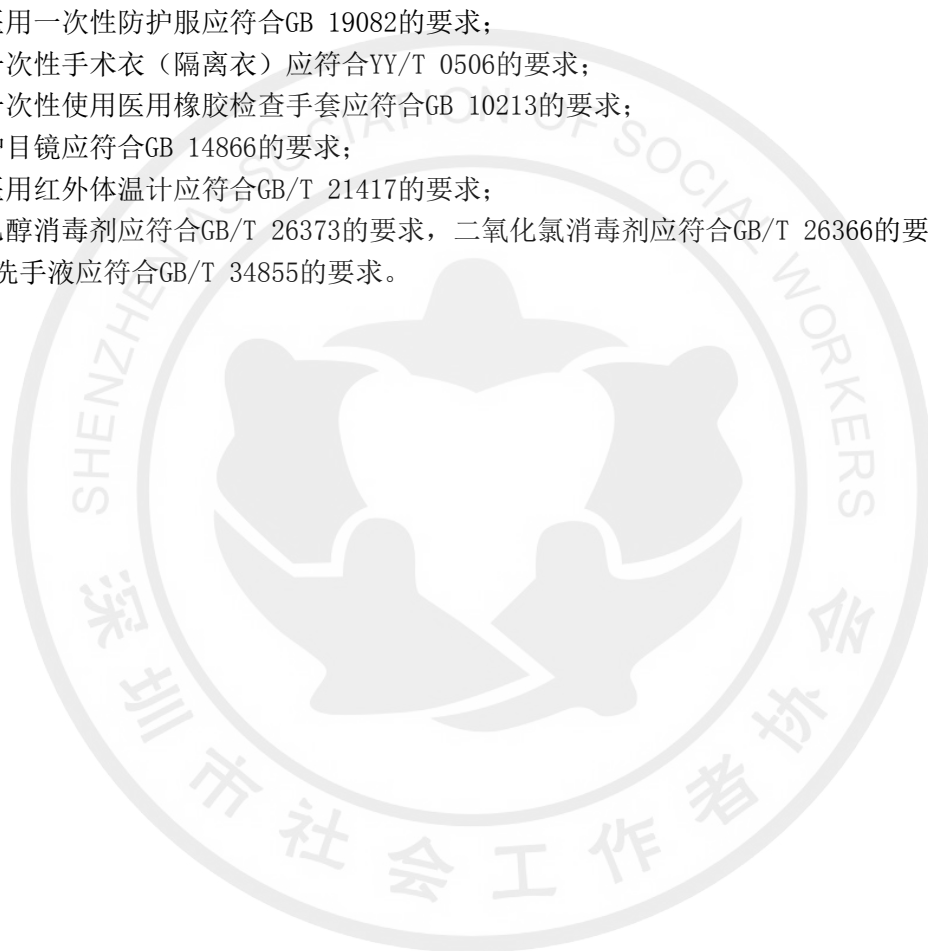 用一次性防护服应符合GB 19082的要求；
次性手术衣（隔离衣）应符合YY/T 0506的要求；
次性使用医用橡胶检查手套应符合GB 10213的要求；
目镜应符合GB 14866的要求；
用红外体温计应符合GB/T 21417的要求；
醇消毒剂应符合GB/T 26373的要求，二氧化氯消毒剂应符合GB/T 26366的要
洗手液应符合GB/T 34855的要求。
SHENZHEN ASSOCIATION OF SOCIAL WORKERS
深圳市社会工作者协会